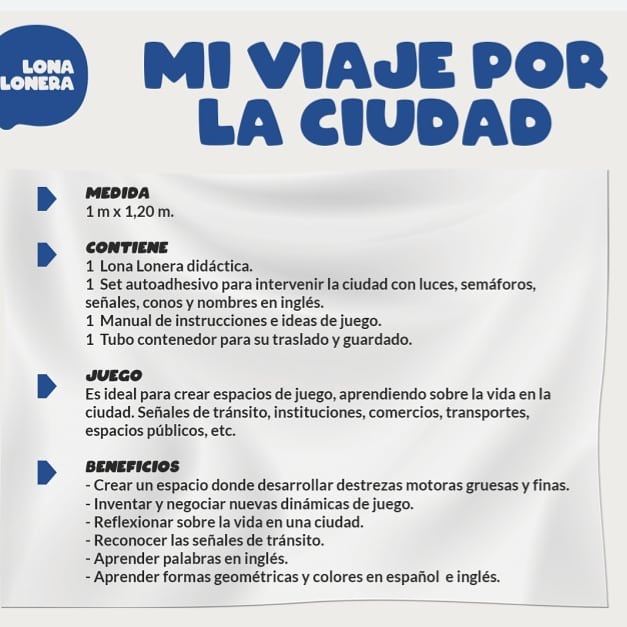 LONA
LONERA
MI VIAJE POR
LA CIUDAD
MEDIDA
1 m x 1,20 m.
CONTIENE
1 Lona Lonera didáctica.
1 Set autoadhesivo para intervenir la ciudad con luces, semáforos,
señales, conos y nombres en inglés.
1 Manual de instrucciones e ideas de juego.
1 Tubo contenedor para su traslado y guardado.
JUEGO
Es ideal para crear espacios de juego, aprendiendo sobre la vida en la
ciudad. Señales de tránsito, instituciones, comercios, transportes,
espacios públicos, etc.
BENEFICIOS
- Crear un espacio donde desarrollar destrezas motoras gruesas y finas.
- Inventar y negociar nuevas dinámicas de juego.
- Reflexionar sobre la vida en una ciudad.
- Reconocer las señales de tránsito.
- Aprender palabras en inglés.
- Aprender formas geométricas y colores en español e inglés.